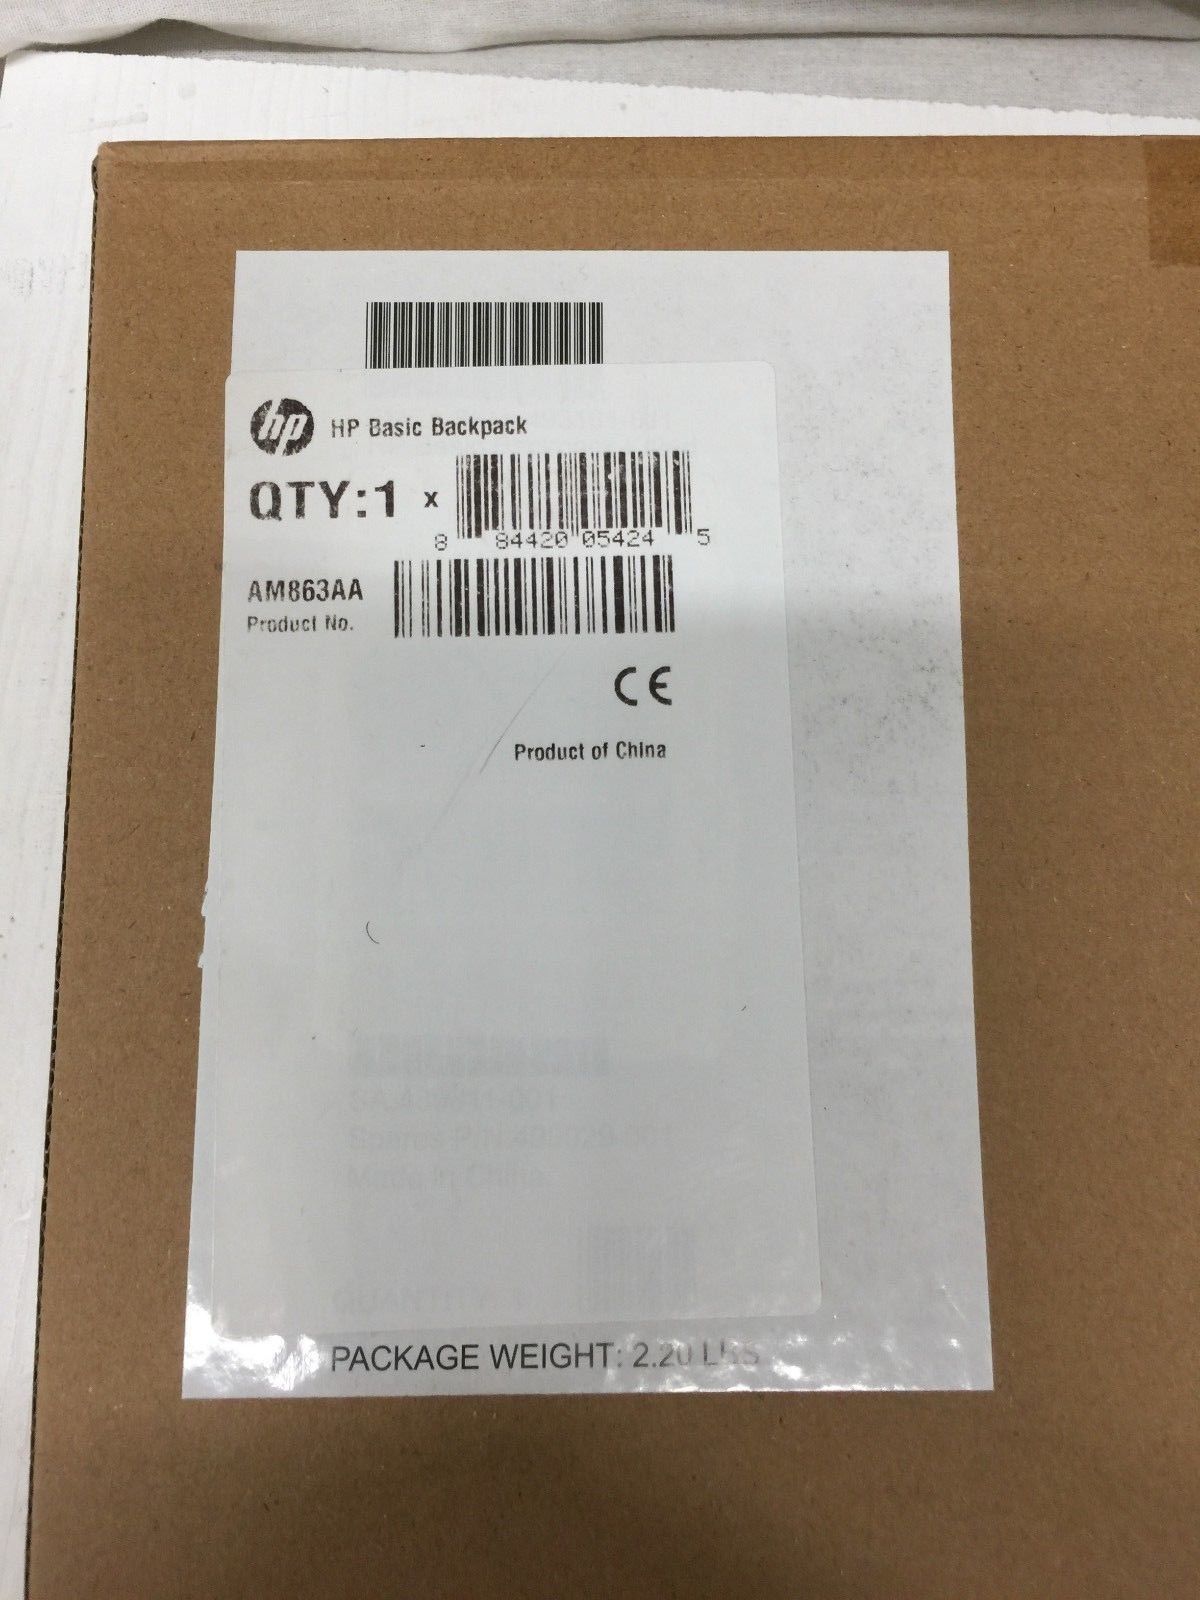 hp HP Basic Backpack
QTY:1 x
8 84420 05424 5
AM863AA
Product No.
CE
Product of China
Made in China
QUANTITY
PACKAGE WEIGHT: 2.20 LBS